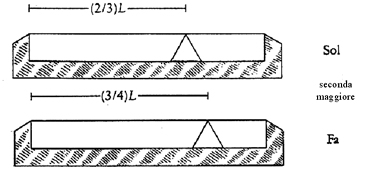 (2/3)L
Sol
seconda
maggiore
(3/4)L
Fa